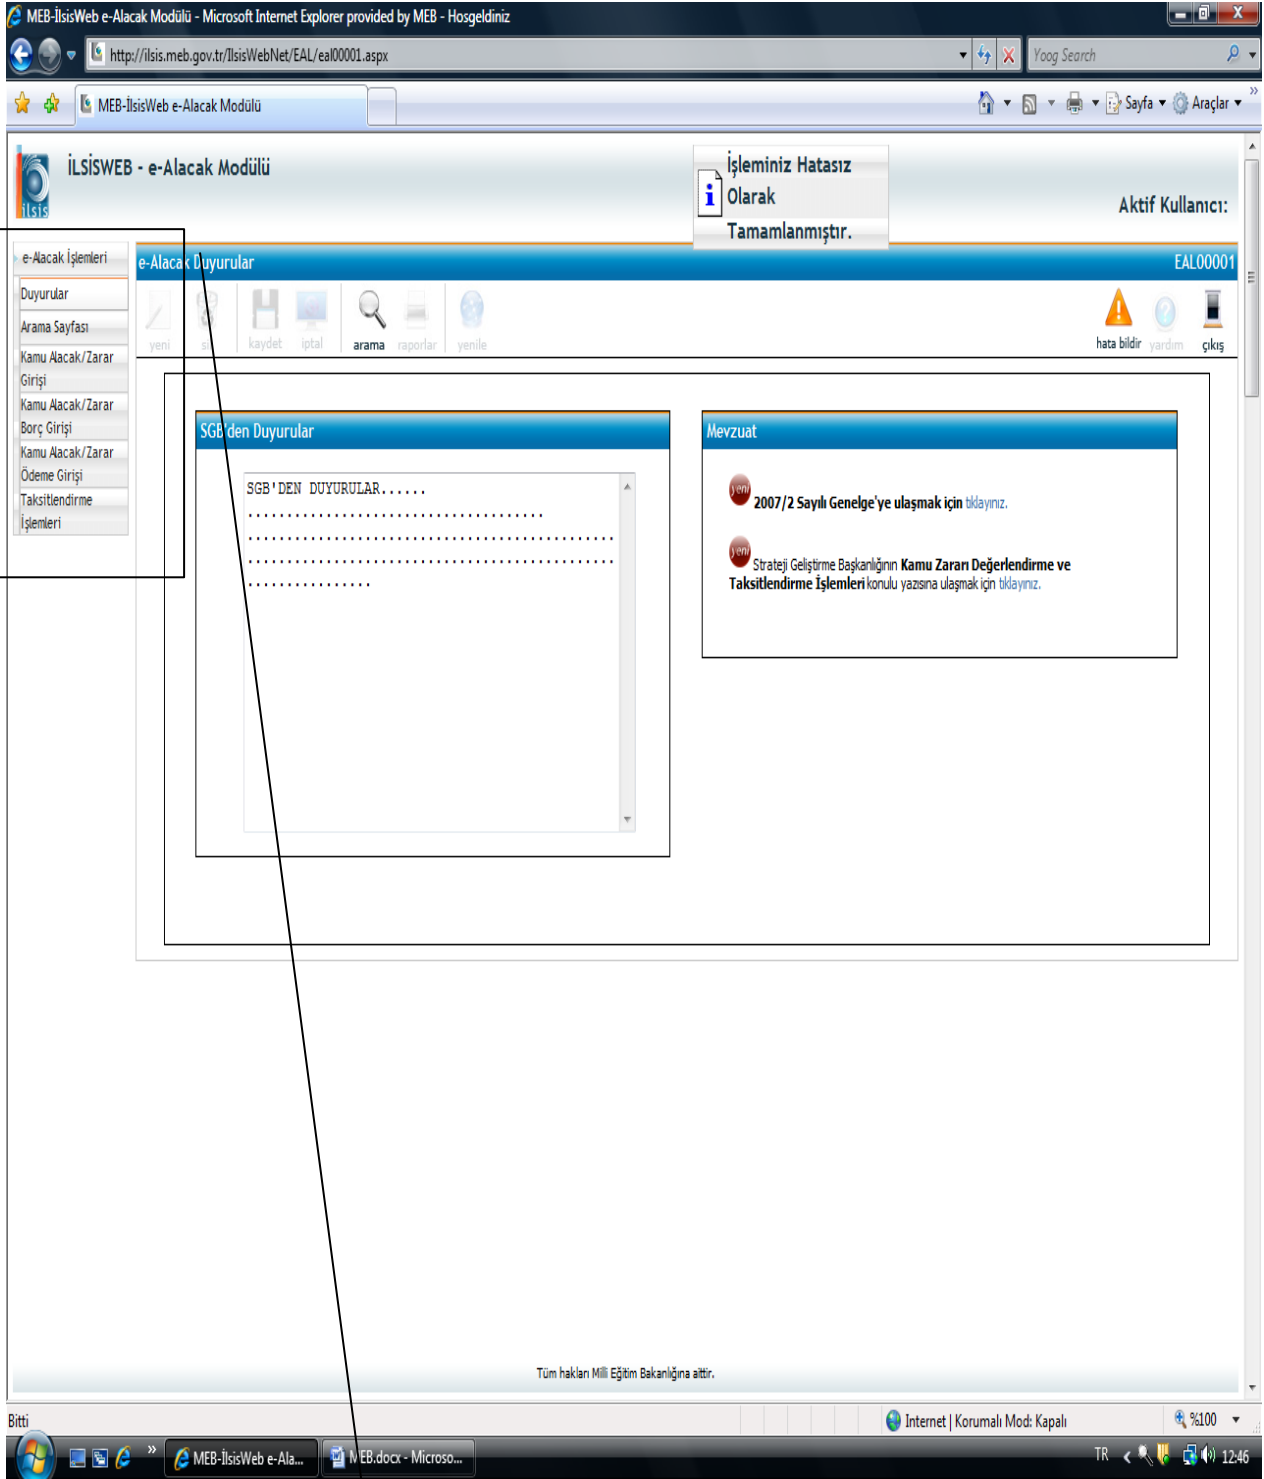 MEB-İlsisWeb e-Alacak Modülü - Microsoft Internet Explorer provided by MEB - Hosgeldiniz
http://ilsis.meb.gov.tr/IlsisWebNet/EAL/eal00001.aspx
Yoog Search
MEB-İlsisWeb e-Alacak Modülü
Sayfa
Araçlar
ilsis
İLSİSWEB - e-Alacak Modülü
İşleminiz Hatasız
Olarak
Tamamlanmıştır.
Aktif Kullanıcı:
e-Alacak İşlemleri
Duyurular
Arama Sayfası
Kamu Alacak/Zarar
Girişi
Kamu Alacak/Zarar
Borç Girişi
Kamu Alacak/Zarar
Ödeme Girişi
Taksitlendirme
İşlemleri
e-Alacak Duyurular
EAL00001
yeni
sil
kaydet
iptal
arama
raporlar
yenile
hata bildir
yardım
çıkış
SGB'den Duyurular
SGB'DEN DUYURULAR......
.......................................
................................................
................................................
................
Mevzuat
yeni
2007/2 Sayılı Genelge'ye ulaşmak için tıklayınız.
yeni
Strateji Geliştirme Başkanlığının Kamu Zararı Değerlendirme ve
Taksitlendirme İşlemleri konulu yazısına ulaşmak için tıklayınız.
Tüm hakları Milli Eğitim Bakanlığına aittir.
Bitti
Internet | Korumalı Mod: Kapalı
%100
MEB-İlsisWeb e-Ala...
MEB.docx - Microso...
TR
12:46